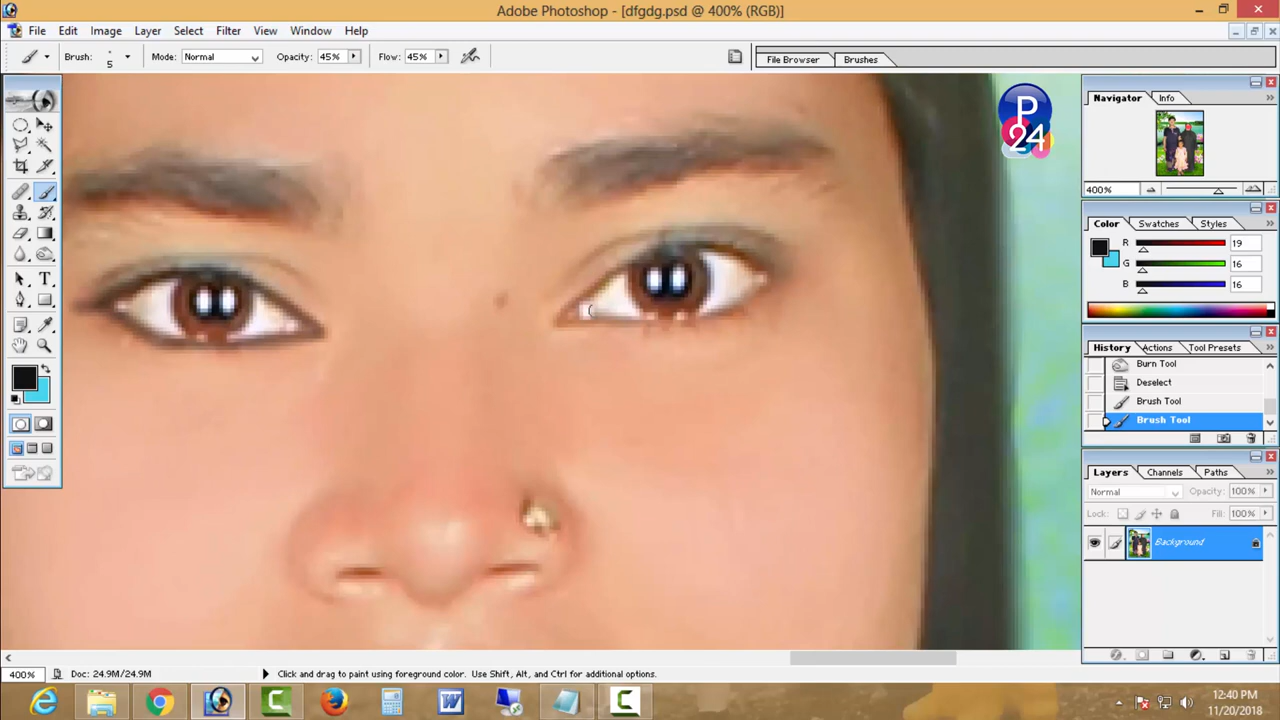 Adobe Photoshop - [dfgdg.psd @ 400% (RGB)]
File Edit Image Layer Select Filter View Window Help
Brush: 5 Mode: Normal Opacity: 45% Flow: 45% File Browser Brushes
P
24
Navigator Info
400%
Color Swatches Styles
R 19
G 16
B 16
History Actions Tool Presets
Burn Tool
Deselect
Brush Tool
Brush Tool
Layers Channels Paths
Normal Opacity: 100%
Lock: Fill: 100%
Background
400% Doc: 24.9M/24.9M Click and drag to paint using foreground color. Use Shift, Alt, and Ctrl for additional options.
12:40 PM
11/20/2018